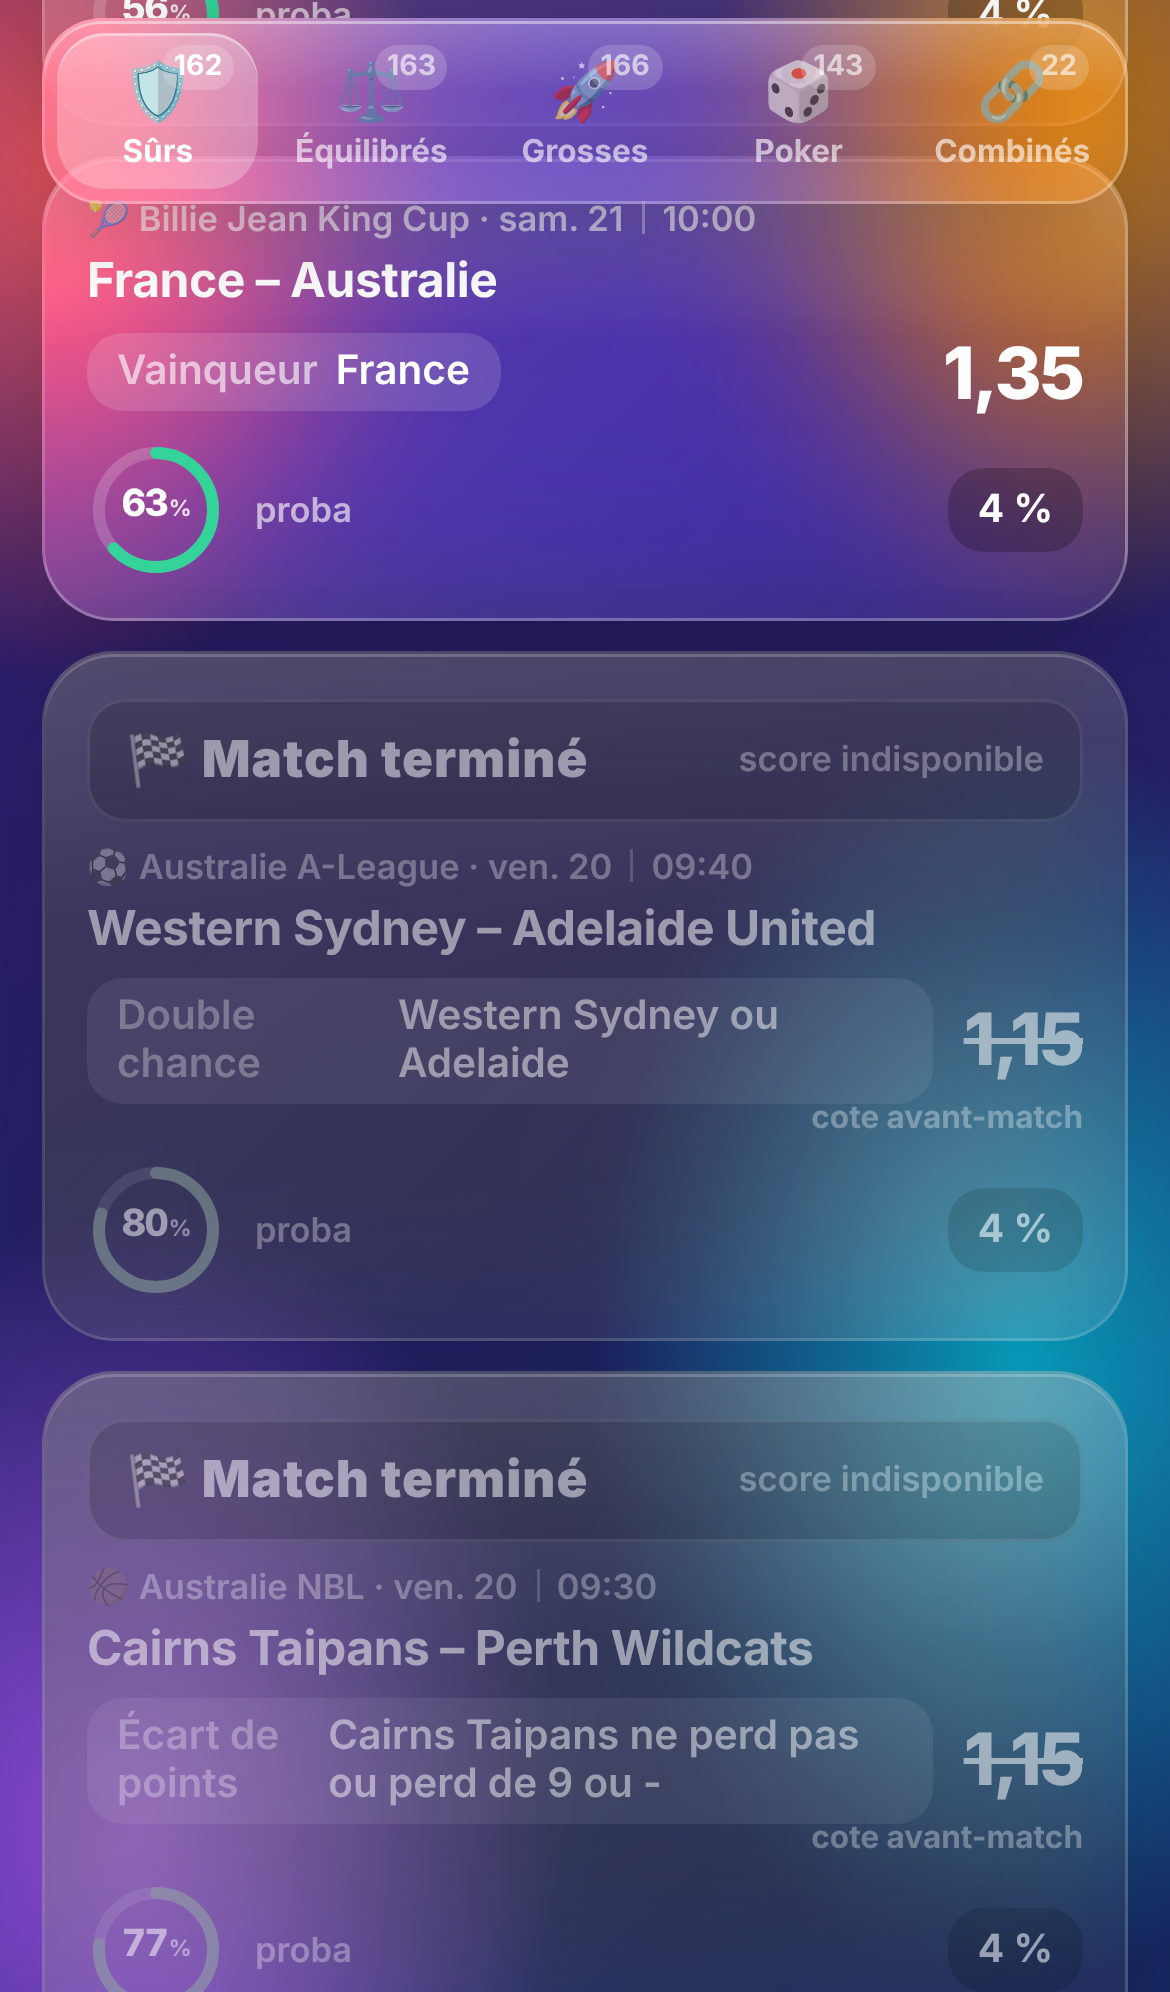 56% proba 4 %
162 163 166 143 22
Sûrs Équilibrés Grosses Poker Combinés
Billie Jean King Cup · sam. 21 | 10:00
France – Australie
Vainqueur France
1,35
63% proba 4 %
Match terminé score indisponible
Australie A-League · ven. 20 | 09:40
Western Sydney – Adelaide United
Double chance
Western Sydney ou
Adelaide
1,15
cote avant-match
80% proba 4 %
Match terminé score indisponible
Australie NBL · ven. 20 | 09:30
Cairns Taipans – Perth Wildcats
Écart de points
Cairns Taipans ne perd pas
ou perd de 9 ou -
1,15
cote avant-match
77% proba 4 %